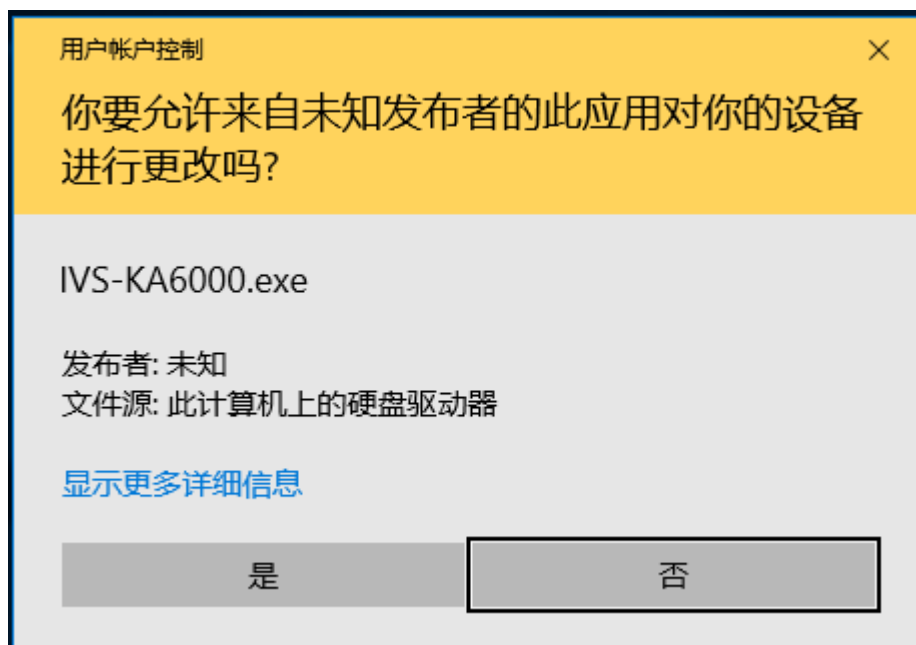 用户帐户控制
你要允许来自未知发布者的此应用对你的设备
进行更改吗?
IVS-KA6000.exe
发布者: 未知
文件源: 此计算机上的硬盘驱动器
显示更多详细信息
是
否